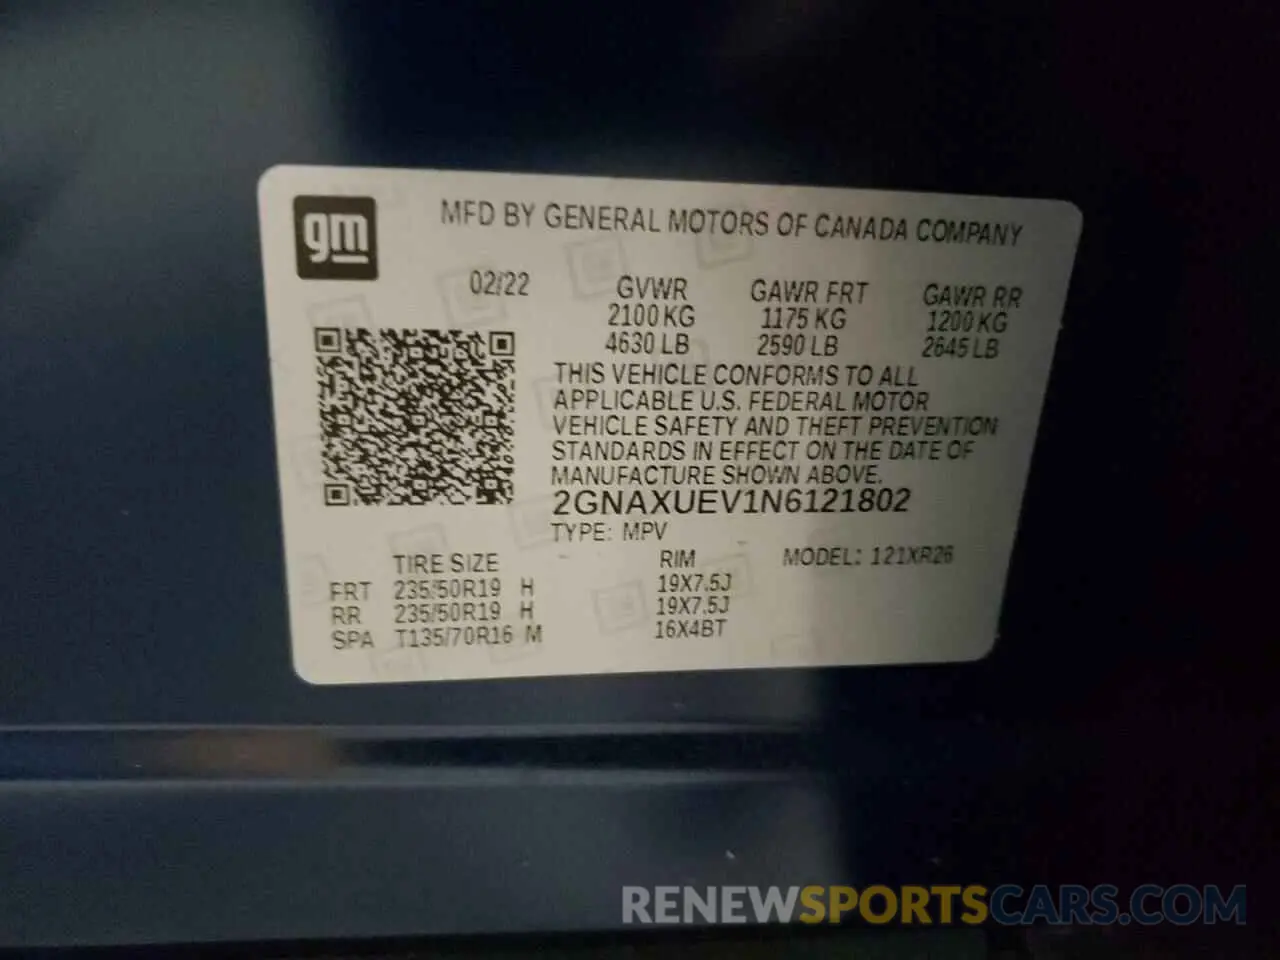 gm
MFD BY GENERAL MOTORS OF CANADA COMPANY
02/22 GVWR GAWR FRT GAWR RR
2100 KG 1175 KG 1200 KG
4630 LB 2590 LB 2645 LB
THIS VEHICLE CONFORMS TO ALL
APPLICABLE U.S. FEDERAL MOTOR
VEHICLE SAFETY AND THEFT PREVENTION
STANDARDS IN EFFECT ON THE DATE OF
MANUFACTURE SHOWN ABOVE.
2GNAXUEV1N6121802
TYPE: MPV
TIRE SIZE RIM MODEL: 121XR26
FRT 235/50R19 H 19X7.5J
RR 235/50R19 H 19X7.5J
SPA T135/70R16 M 16X4BT
RENEWSPORTSCARS.COM